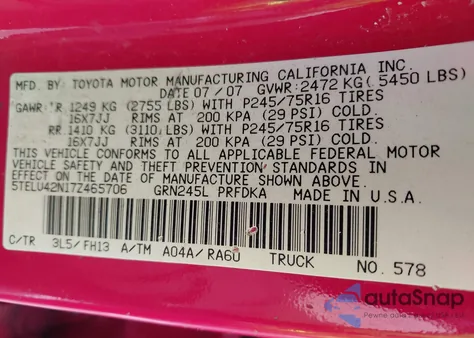 MFD. BY TOYOTA MOTOR MANUFACTURING CALIFORNIA INC.
DATE 07/07 GVWR:2472 KG(5450 LBS)
GAWR: FR.1249 KG (2755 LBS) WITH P245/75R16 TIRES
16X7JJ RIMS AT 200 KPA (29 PSI) COLD.
RR.1410 KG (3110 LBS) WITH P245/75R16 TIRES
16X7JJ RIMS AT 200 KPA (29 PSI) COLD.
THIS VEHICLE CONFORMS TO ALL APPLICABLE FEDERAL MOTOR
VEHICLE SAFETY AND THEFT PREVENTION STANDARDS IN
EFFECT ON THE DATE OF MANUFACTURE SHOWN ABOVE.
5TELU42N17Z465706 GRN245L PRFDKA MADE IN U.S.A.
C/TR 3L5/FH13 A/TM A04A/RA60 TRUCK NO. 578
autoSnap